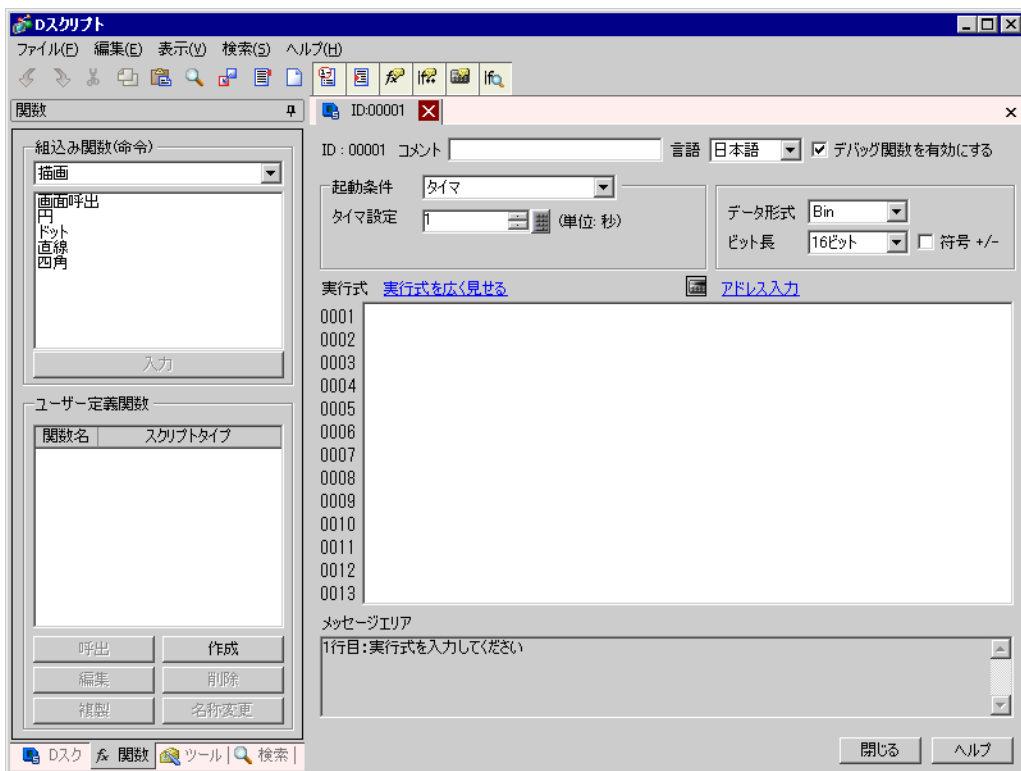 Dスクリプト
ファイル(F) 編集(E) 表示(V) 検索(S) ヘルプ(H)
関数
ID:00001
組込み関数(命令)
描画
画面呼出
円
ドット
直線
四角
入力
ユーザー定義関数
関数名 スクリプトタイプ
呼出 作成
編集 削除
複製 名称変更
Dスク 関数 ツール 検索
ID : 00001 コメント 言語 日本語 デバッグ関数を有効にする
起動条件 タイマ
タイマ設定 1 (単位: 秒)
データ形式 Bin
ビット長 16ビット 符号 +/-
実行式 実行式を広く見せる アドレス入力
0001
0002
0003
0004
0005
0006
0007
0008
0009
0010
0011
0012
0013
メッセージエリア
1行目:実行式を入力してください
閉じる ヘルプ